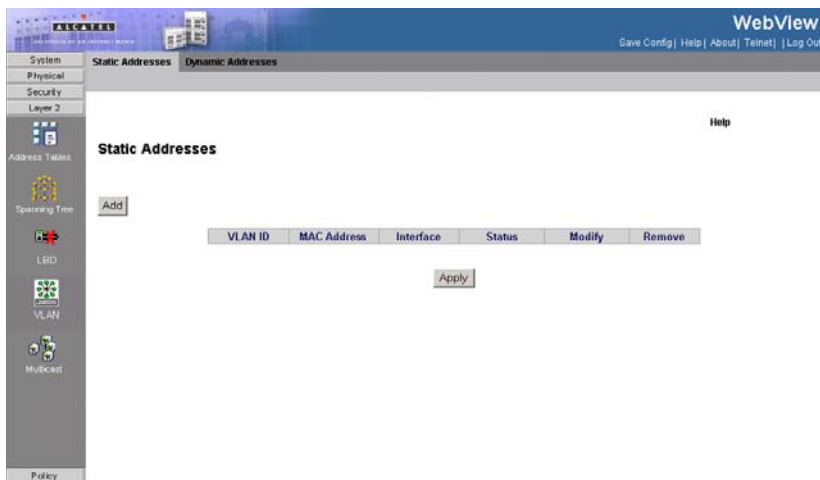 ALCATEL
WebView
Save Config| Help| About| Telnet| |Log Out
System
Physical
Security
Layer 2
Address Tables
Spanning Tree
LBD
VLAN
Multicast
Policy
Static Addresses Dynamic Addresses
Help
Static Addresses
Add
VLAN ID MAC Address Interface Status Modify Remove
Apply